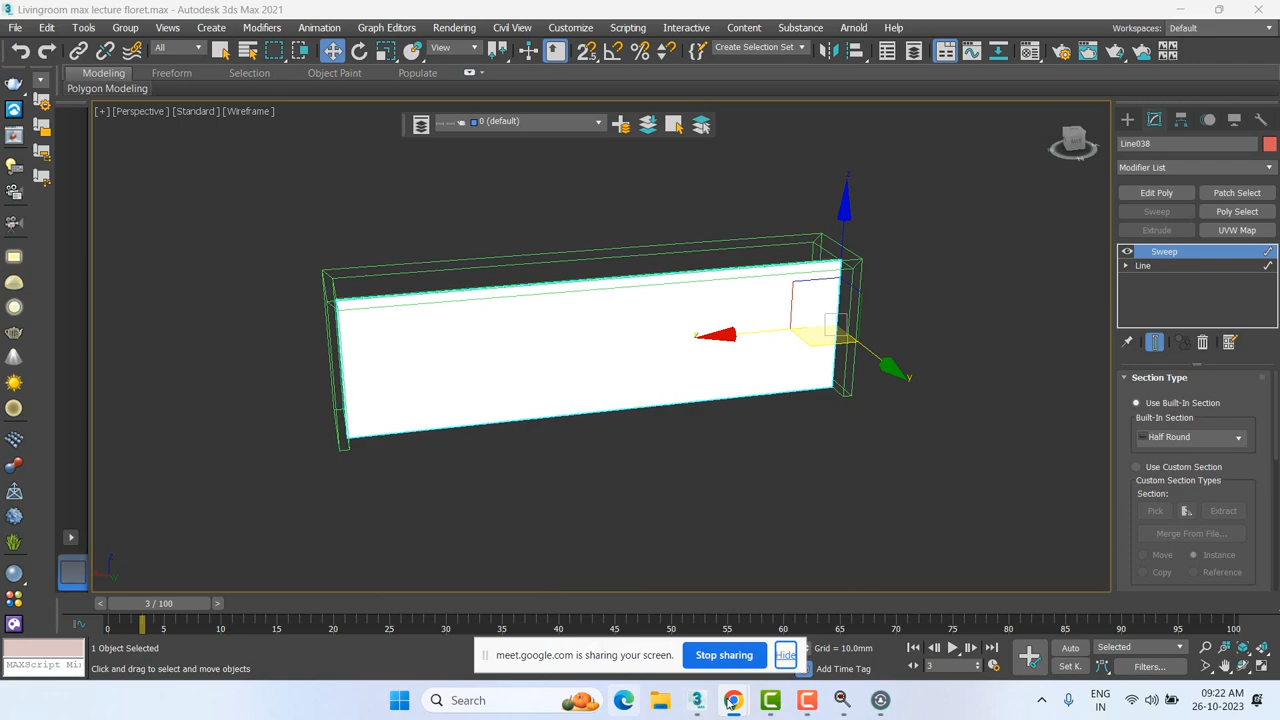 Livingroom max lecture floret.max - Autodesk 3ds Max 2021
File Edit Tools Group Views Create Modifiers Animation Graph Editors Rendering Civil View Customize Scripting Interactive Content Substance Arnold Help
Workspaces: Default
All View Create Selection Set
Modeling Freeform Selection Object Paint Populate
Polygon Modeling
[+] [Perspective] [Standard] [Wireframe]
0 (default)
Line038
Modifier List
Edit Poly Patch Select
Sweep Poly Select
Extrude UVW Map
Sweep
Line
Section Type
Use Built-In Section
Built-In Section
Half Round
Use Custom Section
Custom Section Types
Section:
Pick Extract
Merge From File...
Move Instance
Copy Reference
z
y
z
3 / 100
0 5 10 15 20 25 30 35 40 45 50 55 60 65 70 75 80 85 90 95 100
1 Object Selected
MAXScript Mi
Click and drag to select and move objects
meet.google.com is sharing your screen. Stop sharing Hide
Grid = 10.0mm
Add Time Tag
3
Auto Selected
Set K. Filters...
Search
ENG
IN
09:22 AM
26-10-2023